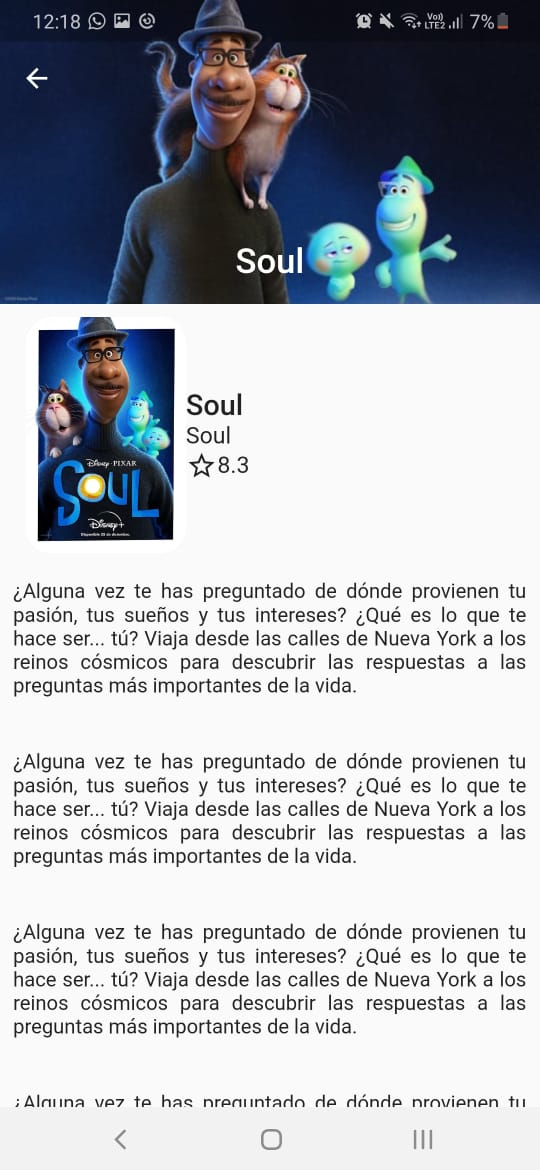 12:18 Vo)) LTE2 7%
Soul
Soul
Soul
8.3
Disney·PIXAR
SOUL
Disney+
Disponible 25 de diciembre.
¿Alguna vez te has preguntado de dónde provienen tu
pasión, tus sueños y tus intereses? ¿Qué es lo que te
hace ser... tú? Viaja desde las calles de Nueva York a los
reinos cósmicos para descubrir las respuestas a las
preguntas más importantes de la vida.
¿Alguna vez te has preguntado de dónde provienen tu
pasión, tus sueños y tus intereses? ¿Qué es lo que te
hace ser... tú? Viaja desde las calles de Nueva York a los
reinos cósmicos para descubrir las respuestas a las
preguntas más importantes de la vida.
¿Alguna vez te has preguntado de dónde provienen tu
pasión, tus sueños y tus intereses? ¿Qué es lo que te
hace ser... tú? Viaja desde las calles de Nueva York a los
reinos cósmicos para descubrir las respuestas a las
preguntas más importantes de la vida.
¿Alguna vez te has preguntado de dónde provienen tu